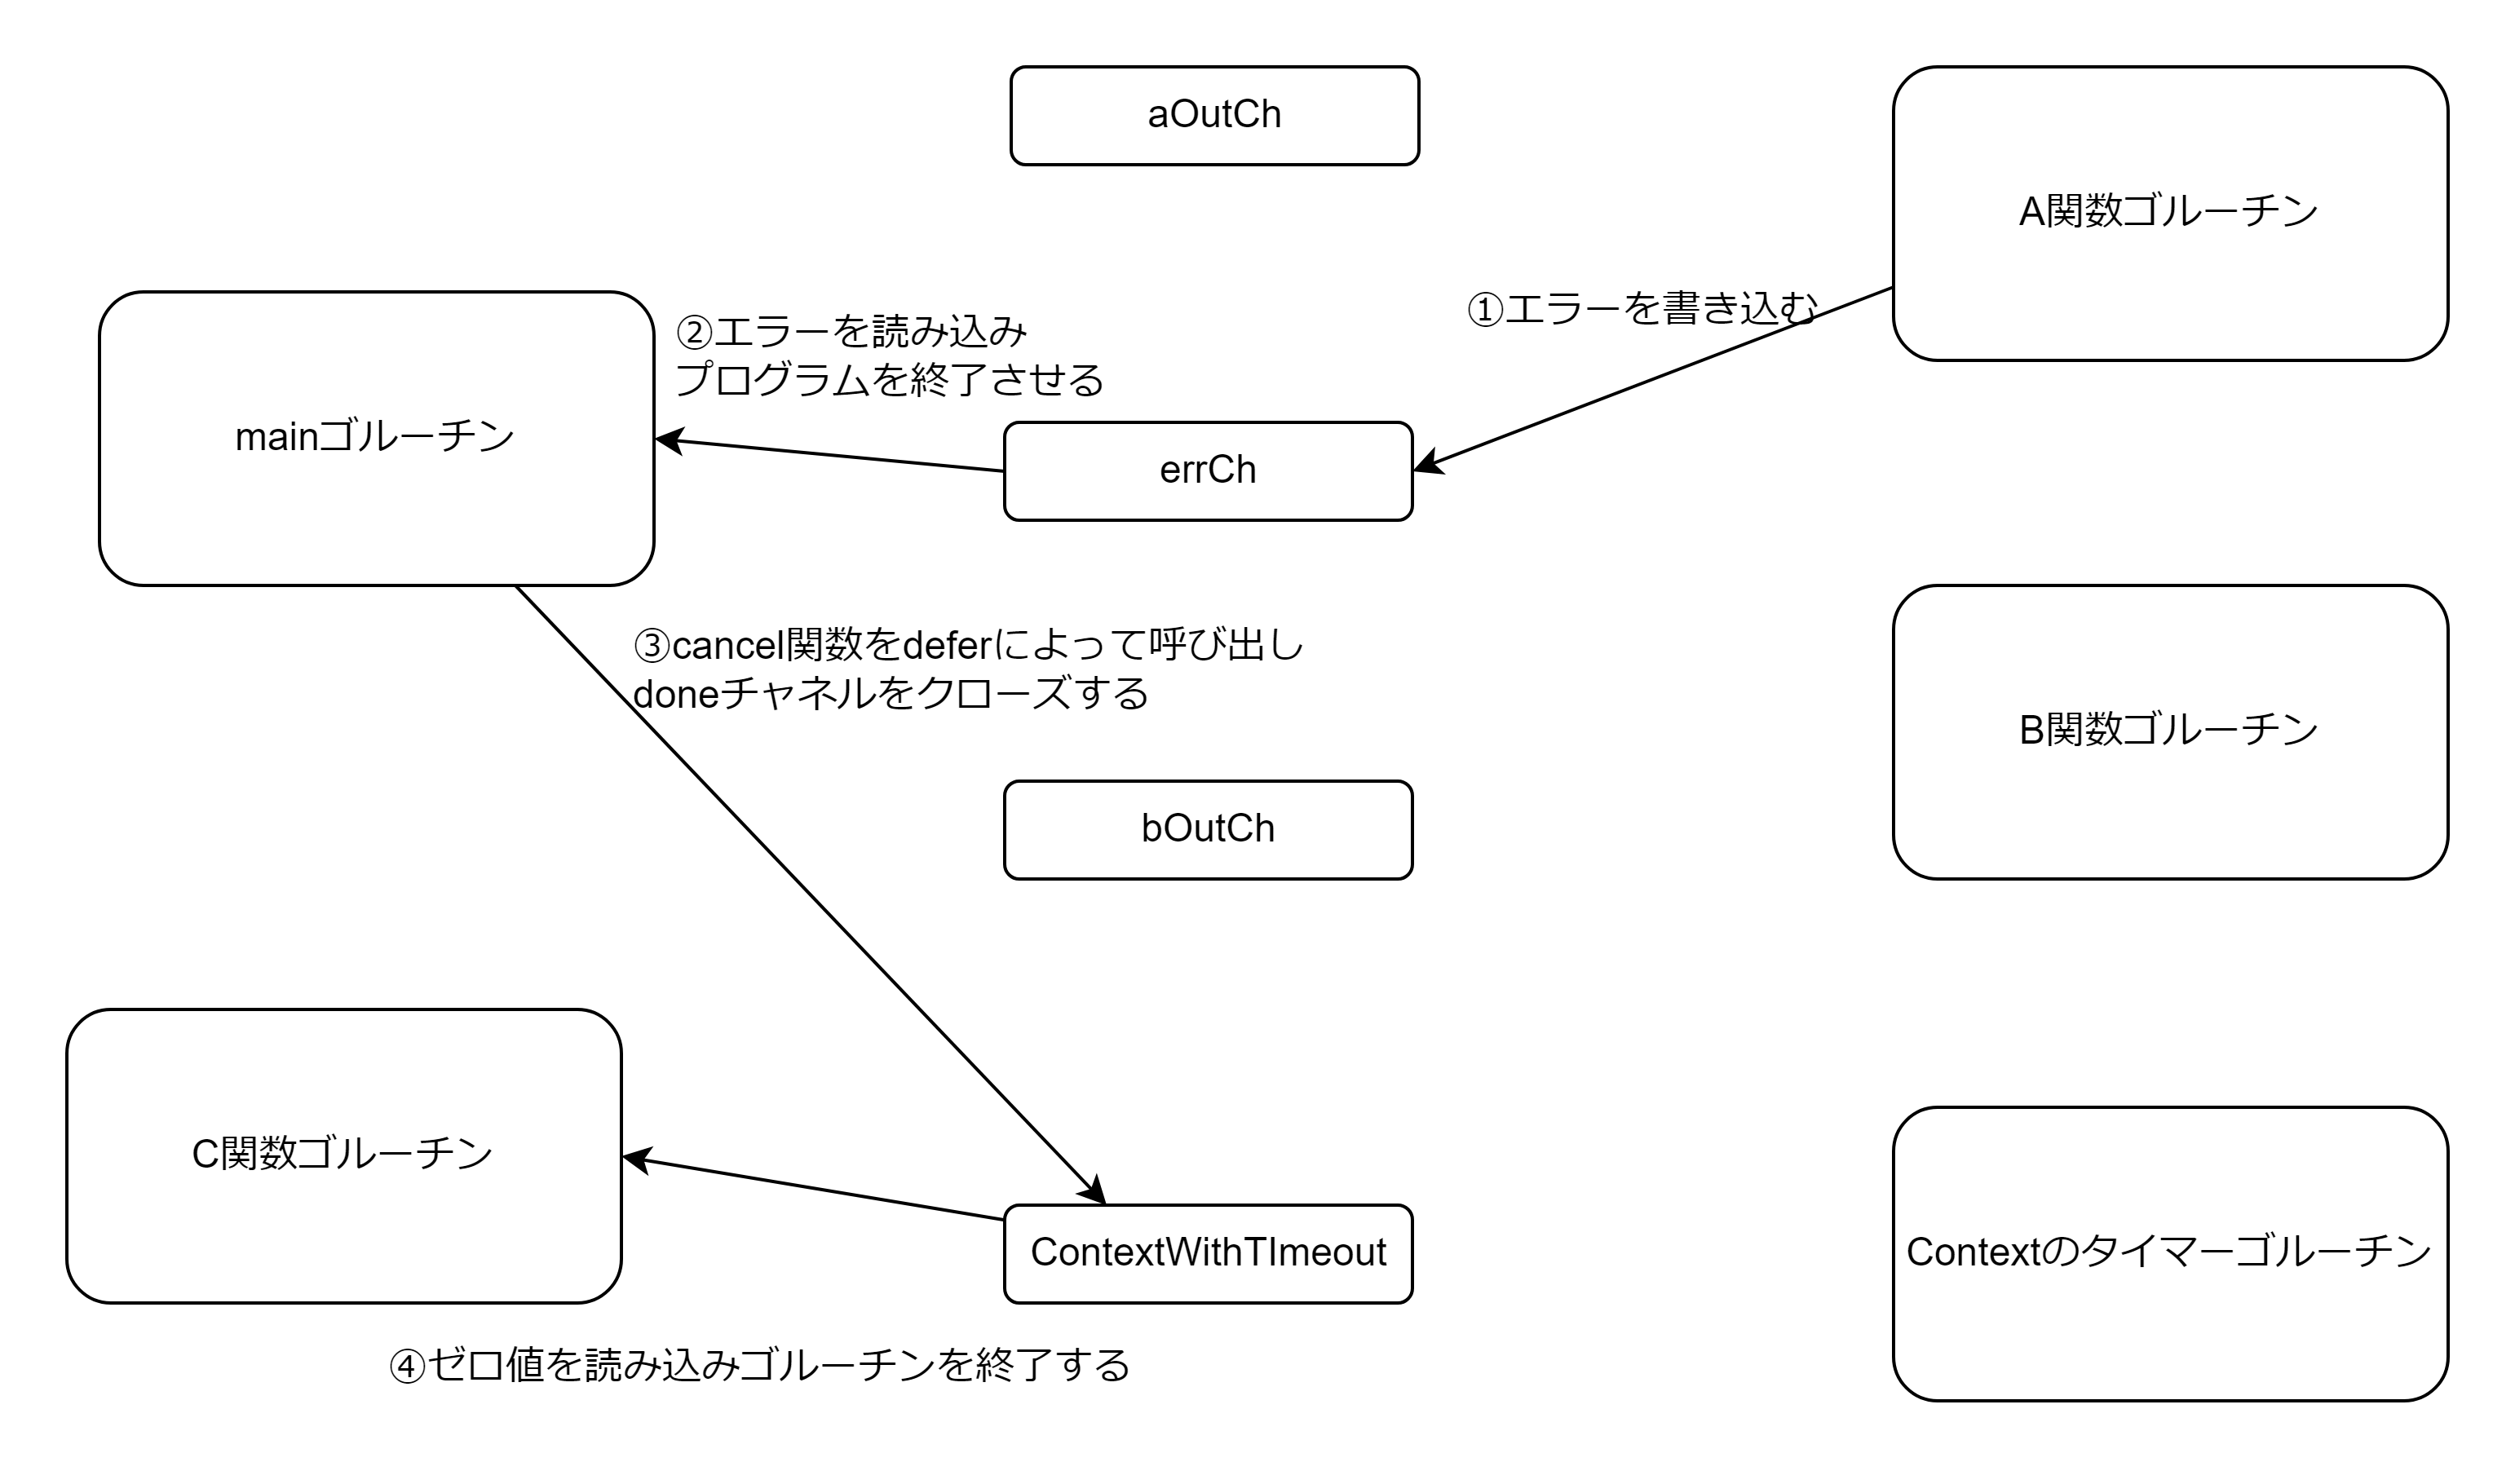 aOutCh
A関数ゴルーチン
①エラーを書き込む
②エラーを読み込み
プログラムを終了させる
mainゴルーチン
errCh
③cancel関数をdeferによって呼び出し
doneチャネルをクローズする
B関数ゴルーチン
bOutCh
C関数ゴルーチン
ContextWithTImeout
Contextのタイマーゴルーチン
④ゼロ値を読み込みゴルーチンを終了する